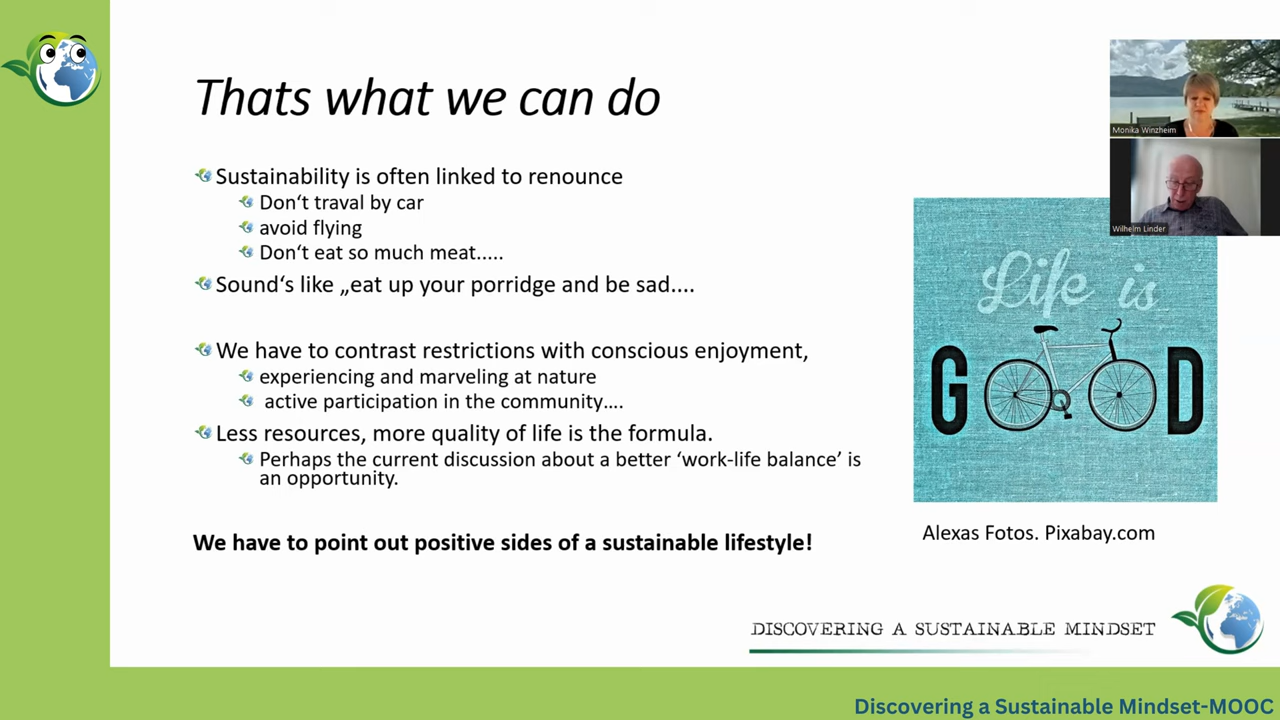 Thats what we can do
Sustainability is often linked to renounce
Don‘t traval by car
avoid flying
Don‘t eat so much meat.....
Sound‘s like „eat up your porridge and be sad....
We have to contrast restrictions with conscious enjoyment,
experiencing and marveling at nature
active participation in the community….
Less resources, more quality of life is the formula.
Perhaps the current discussion about a better ‘work-life balance’ is
an opportunity.
We have to point out positive sides of a sustainable lifestyle!
Monika Winzheim
Wilhelm Linder
Life is
G D
Alexas Fotos. Pixabay.com
DISCOVERING A SUSTAINABLE MINDSET
Discovering a Sustainable Mindset-MOOC